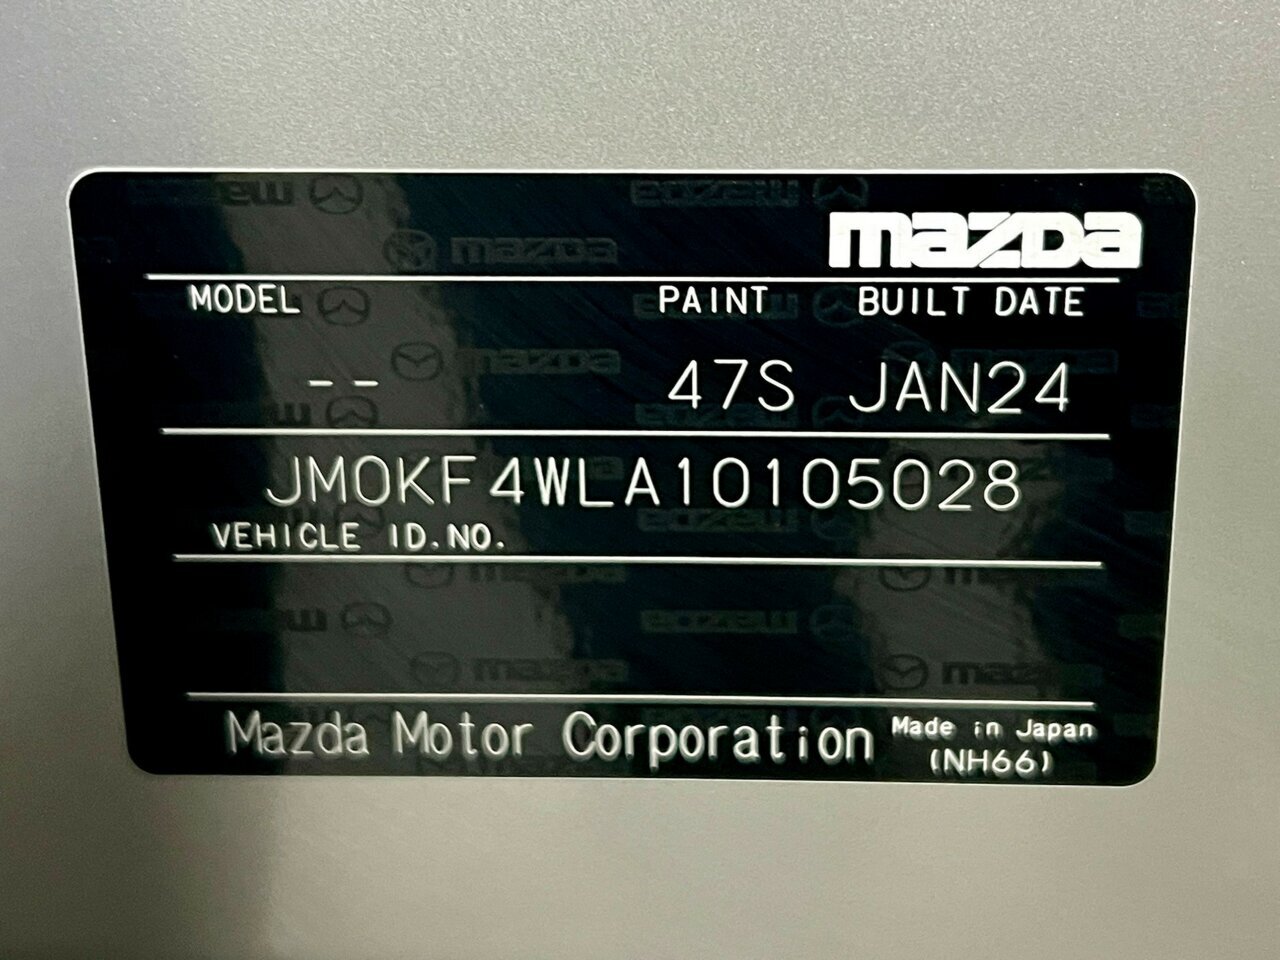 mazda
MODEL PAINT BUILT DATE
-- 47S JAN24
JM0KF4WLA10105028
VEHICLE ID.NO.
Mazda Motor Corporation Made in Japan
(NH66)